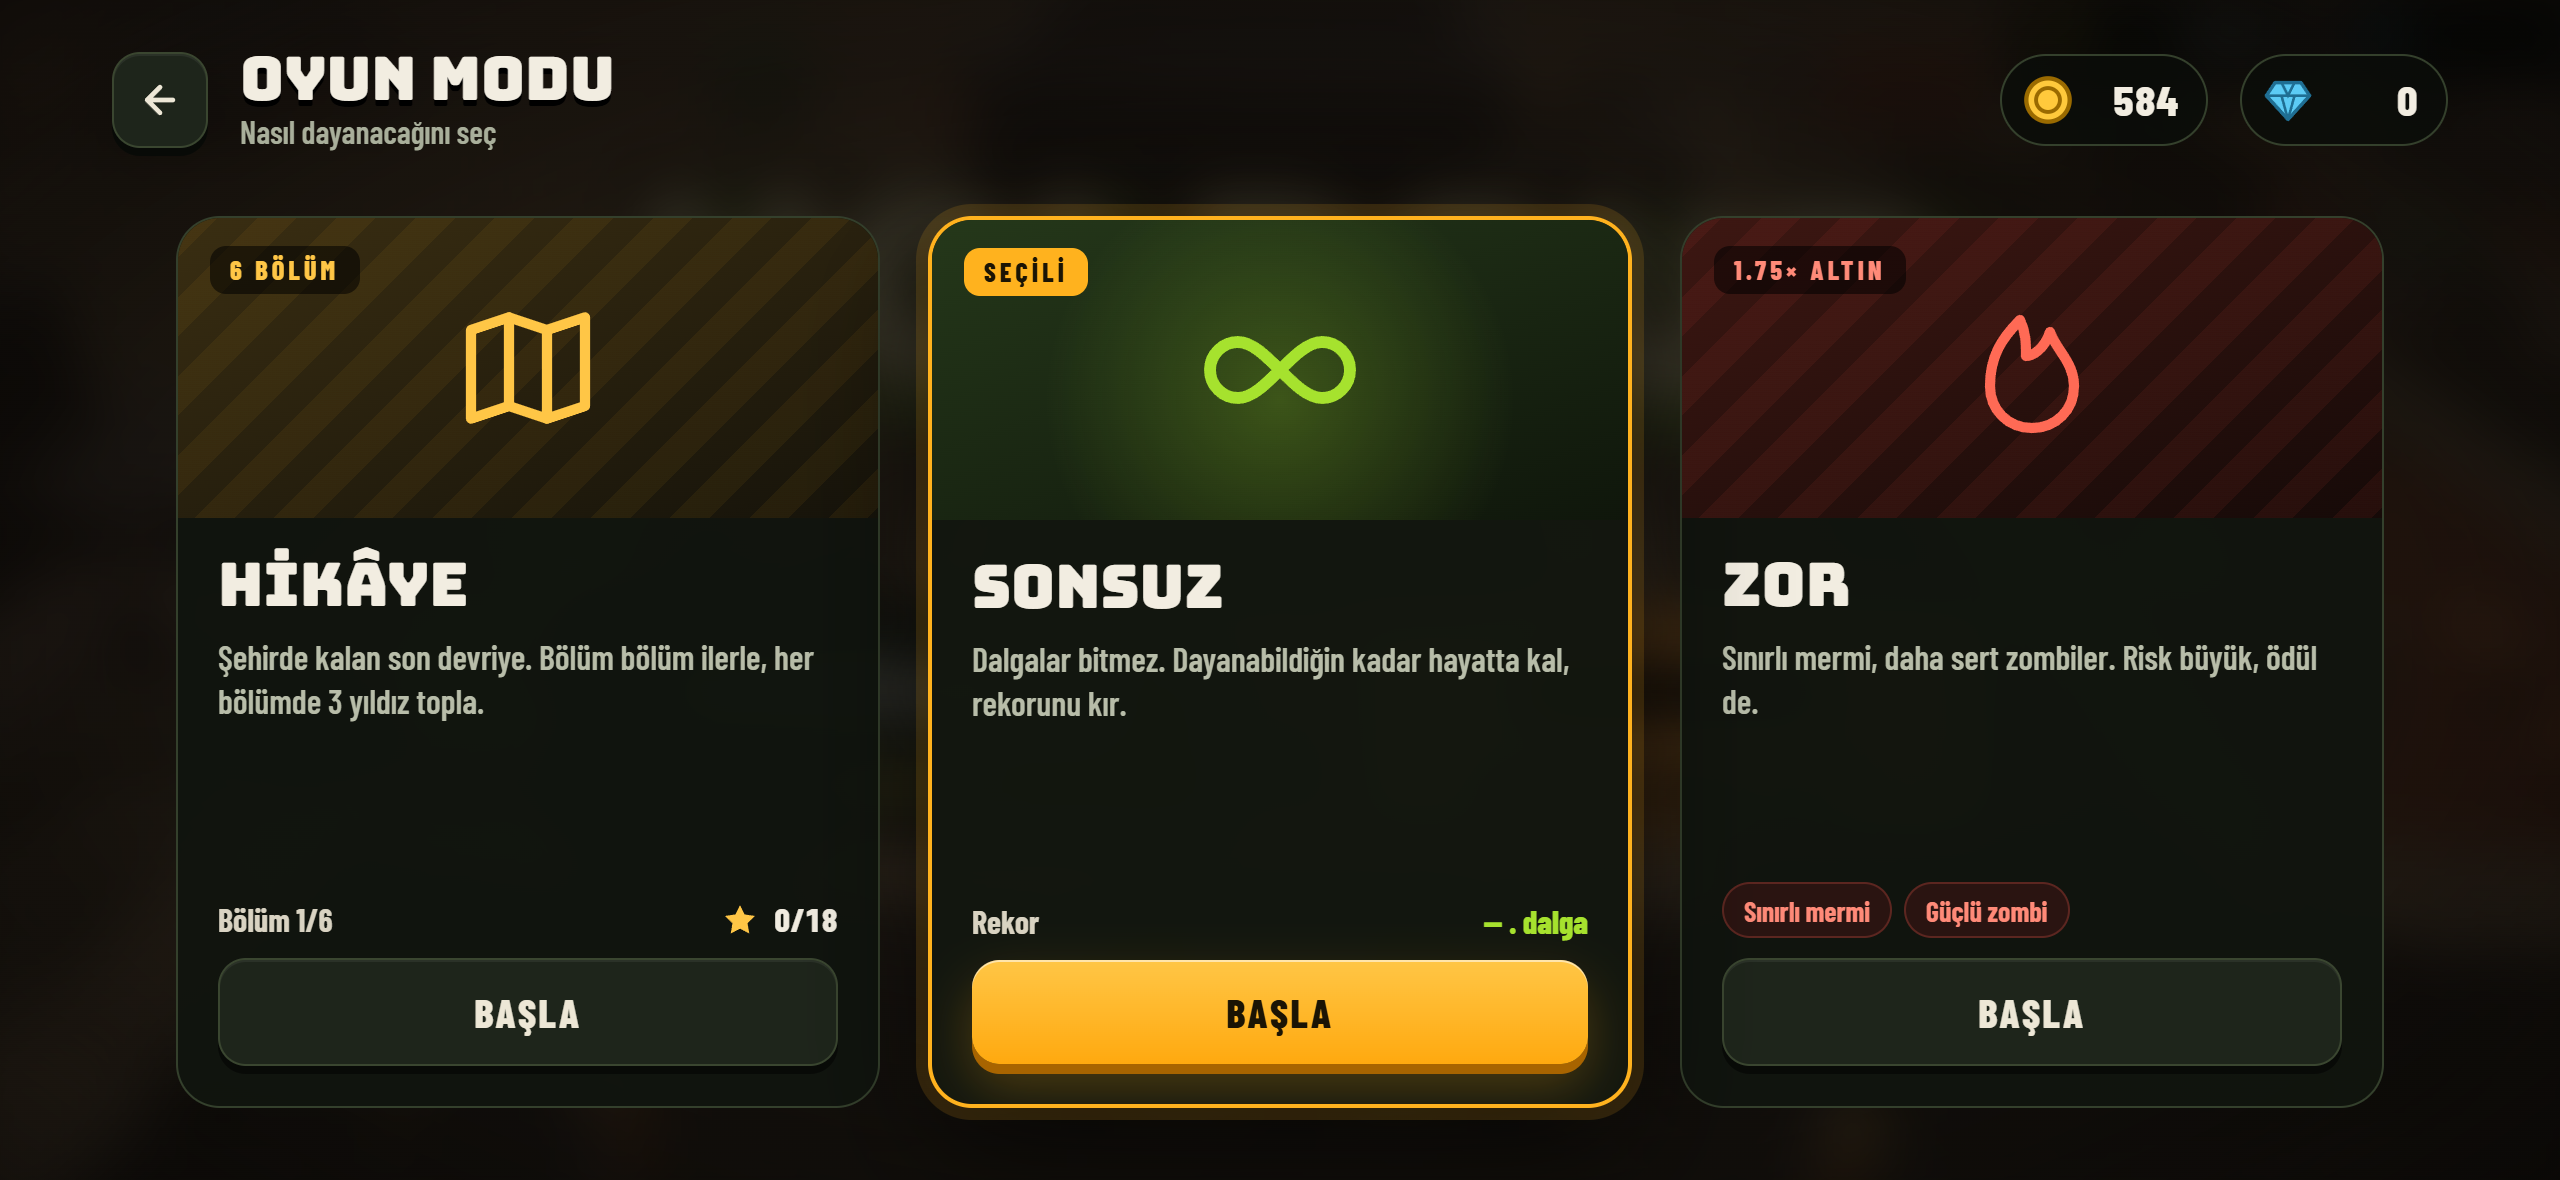 OYUN MODU
Nasıl dayanacağını seç
584
0
6 BÖLÜM
HİKÂYE
Şehirde kalan son devriye. Bölüm bölüm ilerle, her
bölümde 3 yıldız topla.
Bölüm 1/6
0/18
BAŞLA
SEÇİLİ
SONSUZ
Dalgalar bitmez. Dayanabildiğin kadar hayatta kal,
rekorunu kır.
Rekor
– . dalga
BAŞLA
1.75× ALTIN
ZOR
Sınırlı mermi, daha sert zombiler. Risk büyük, ödül
de.
Sınırlı mermi
Güçlü zombi
BAŞLA